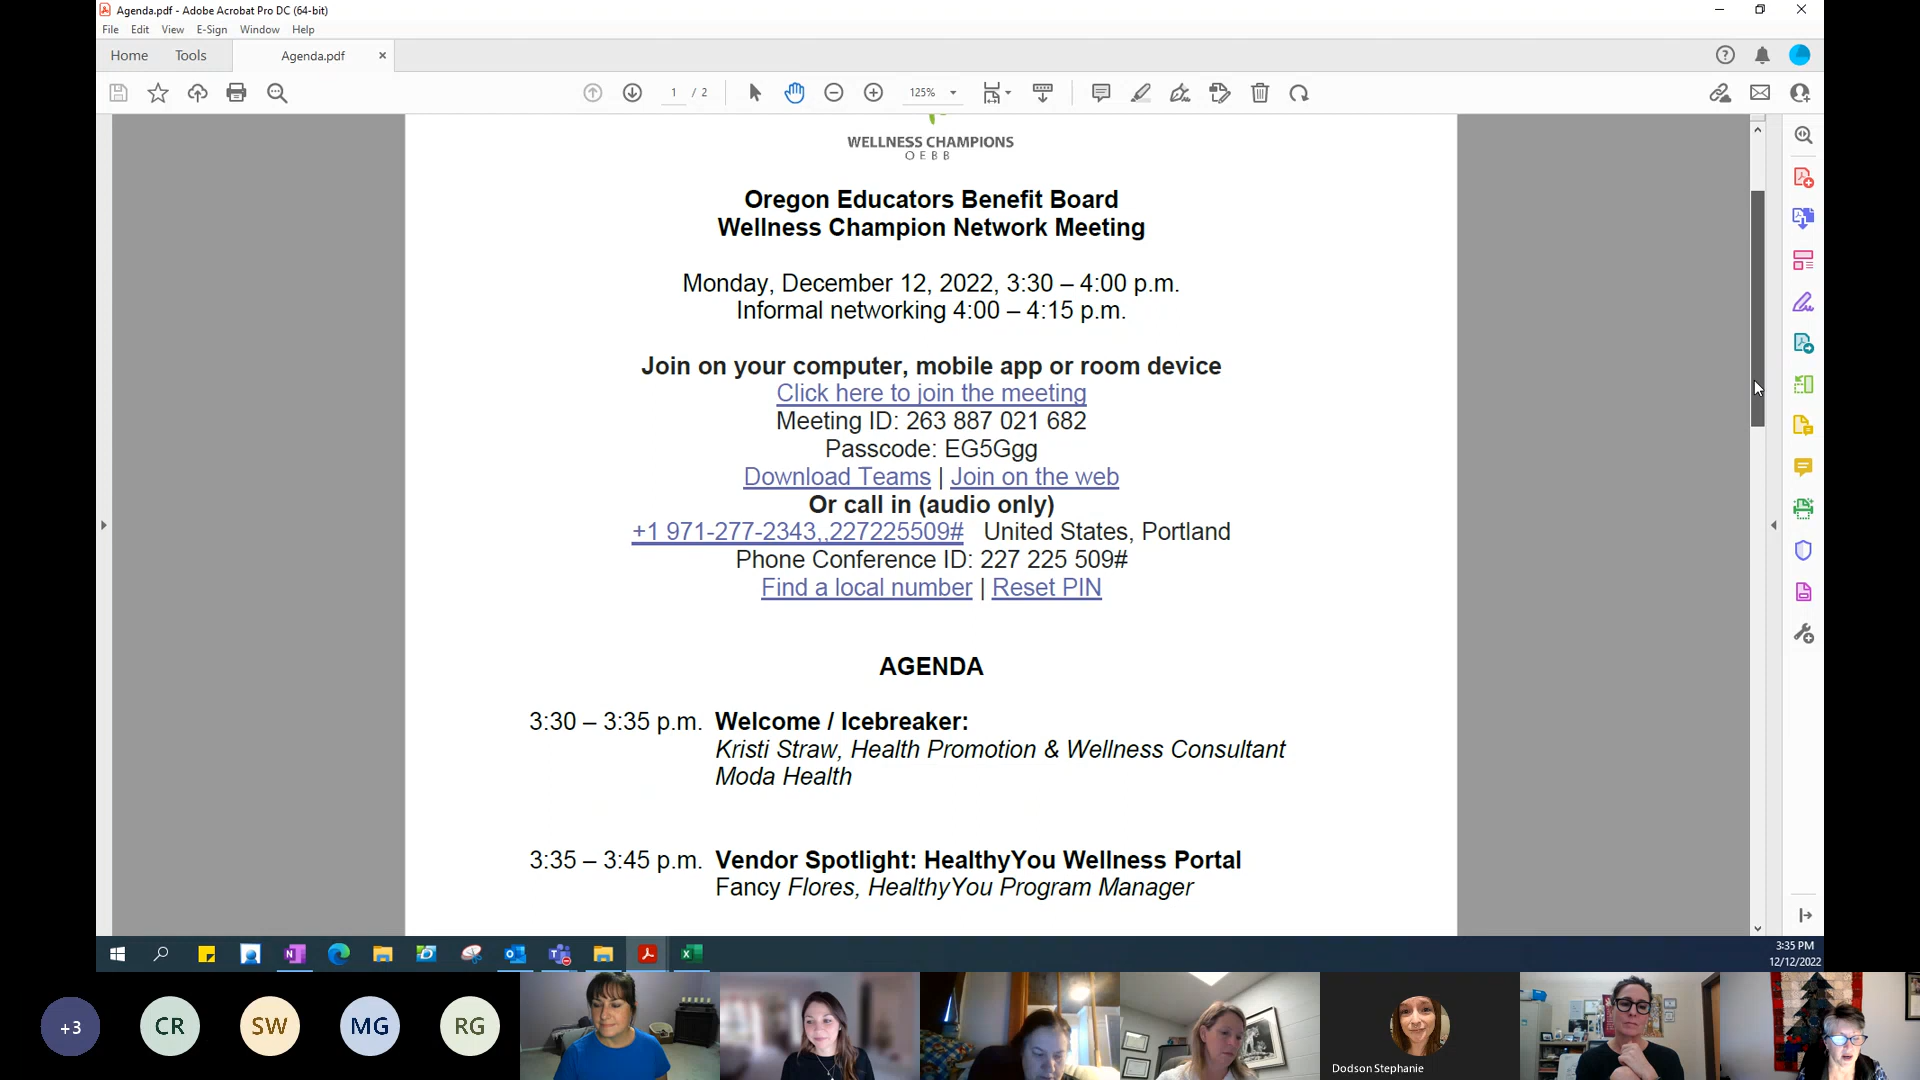 Agenda.pdf - Adobe Acrobat Pro DC (64-bit)
File Edit View E-Sign Window Help
Home Tools Agenda.pdf
1 / 2 125%
WELLNESS CHAMPIONS
OEBB
Oregon Educators Benefit Board
Wellness Champion Network Meeting
Monday, December 12, 2022, 3:30 – 4:00 p.m.
Informal networking 4:00 – 4:15 p.m.
Join on your computer, mobile app or room device
Click here to join the meeting
Meeting ID: 263 887 021 682
Passcode: EG5Ggg
Download Teams | Join on the web
Or call in (audio only)
+1 971-277-2343,,227225509# United States, Portland
Phone Conference ID: 227 225 509#
Find a local number | Reset PIN
AGENDA
3:30 – 3:35 p.m. Welcome / Icebreaker:
Kristi Straw, Health Promotion & Wellness Consultant
Moda Health
3:35 – 3:45 p.m. Vendor Spotlight: HealthyYou Wellness Portal
Fancy Flores, HealthyYou Program Manager
3:35 PM
12/12/2022
+3 CR SW MG RG
Dodson Stephanie